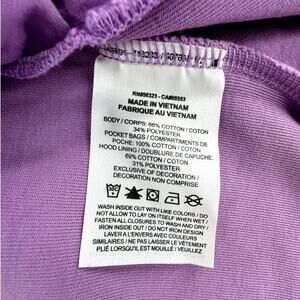 RN#56323 - CA#05553
MADE IN VIETNAM
FABRIQUE AU VIETNAM
BODY / CORPS: 66% COTTON / COTON
34% POLYESTER
POCKET BAGS / COMPARTIMENTS DE
POCHE: 100% COTTON / COTON
HOOD LINING / DOUBLURE DE CAPUCHE:
69% COTTON / COTON
31% POLYESTER
EXCLUSIVE OF DECORATION /
DECORATION NON COMPRISE
WASH INSIDE OUT WITH LIKE COLORS / DO
NOT ALLOW TO LAY ON ITSELF WHEN WET /
FASTEN ALL CLOSURES TO WASH AND DRY /
IRON INSIDE OUT / DO NOT IRON DESIGN
LAVER A L'ENVERS AVEC COULEURS
SIMILAIRES / NE PAS LAISSER LE VÊTEMENT
PLIÉ LORSQU'IL EST MOUILLÉ / VEUILLEZ